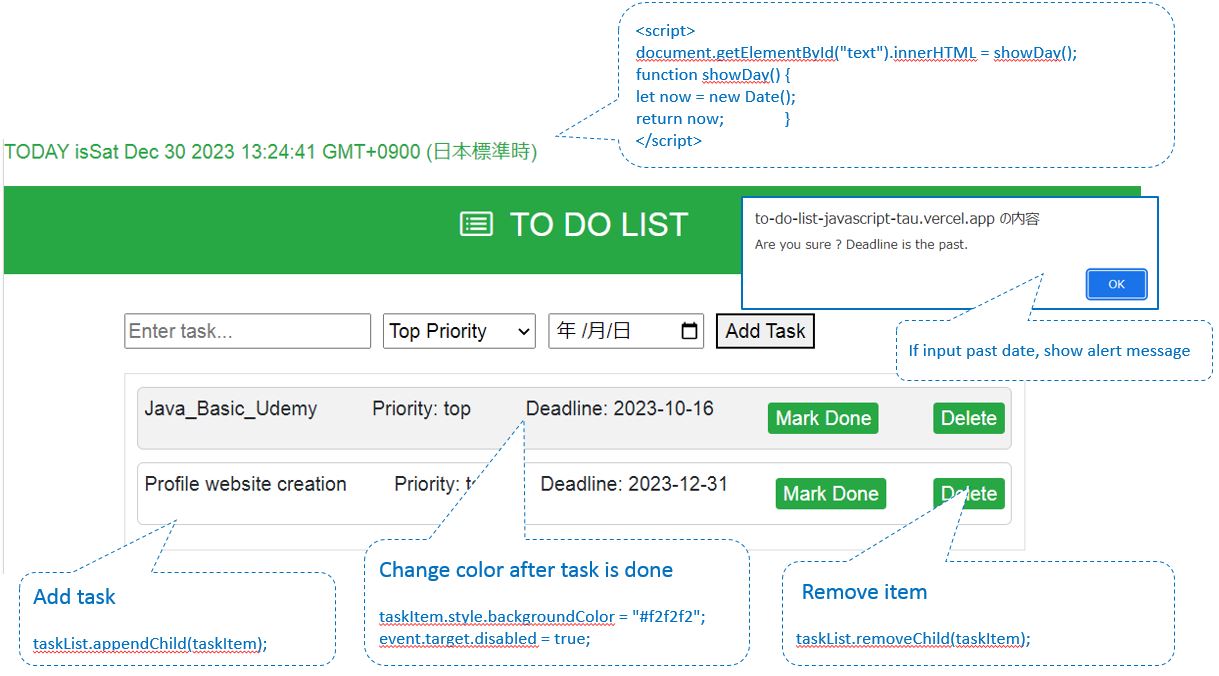 <script>
document.getElementById("text").innerHTML = showDay();
function showDay() {
let now = new Date();
return now; }
</script>
TODAY isSat Dec 30 2023 13:24:41 GMT+0900 (日本標準時)
TO DO LIST
to-do-list-javascript-tau.vercel.app の内容
Are you sure ? Deadline is the past.
OK
If input past date, show alert message
Enter task... Top Priority 年 /月/日 Add Task
Java_Basic_Udemy Priority: top Deadline: 2023-10-16 Mark Done Delete
Profile website creation Priority: Deadline: 2023-12-31 Mark Done Delete
Add task
taskList.appendChild(taskItem);
Change color after task is done
taskItem.style.backgroundColor = "#f2f2f2";
event.target.disabled = true;
Remove item
taskList.removeChild(taskItem);